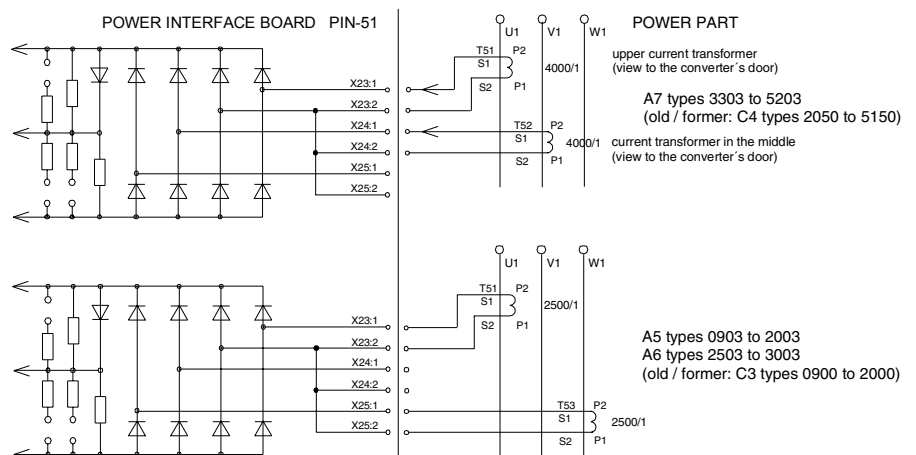 POWER INTERFACE BOARD PIN-51
POWER PART
U1
V1
W1
T51
P2
S1
S2
P1
4000/1
upper current transformer
(view to the converter´s door)
X23:1
X23:2
X24:1
X24:2
X25:1
X25:2
A7 types 3303 to 5203
(old / former: C4 types 2050 to 5150)
T52
P2
S1
S2
P1
4000/1
current transformer in the middle
(view to the converter´s door)
U1
V1
W1
T51
P2
S1
S2
P1
2500/1
X23:1
X23:2
X24:1
X24:2
X25:1
X25:2
A5 types 0903 to 2003
A6 types 2503 to 3003
(old / former: C3 types 0900 to 2000)
T53
P2
S1
S2
P1
2500/1